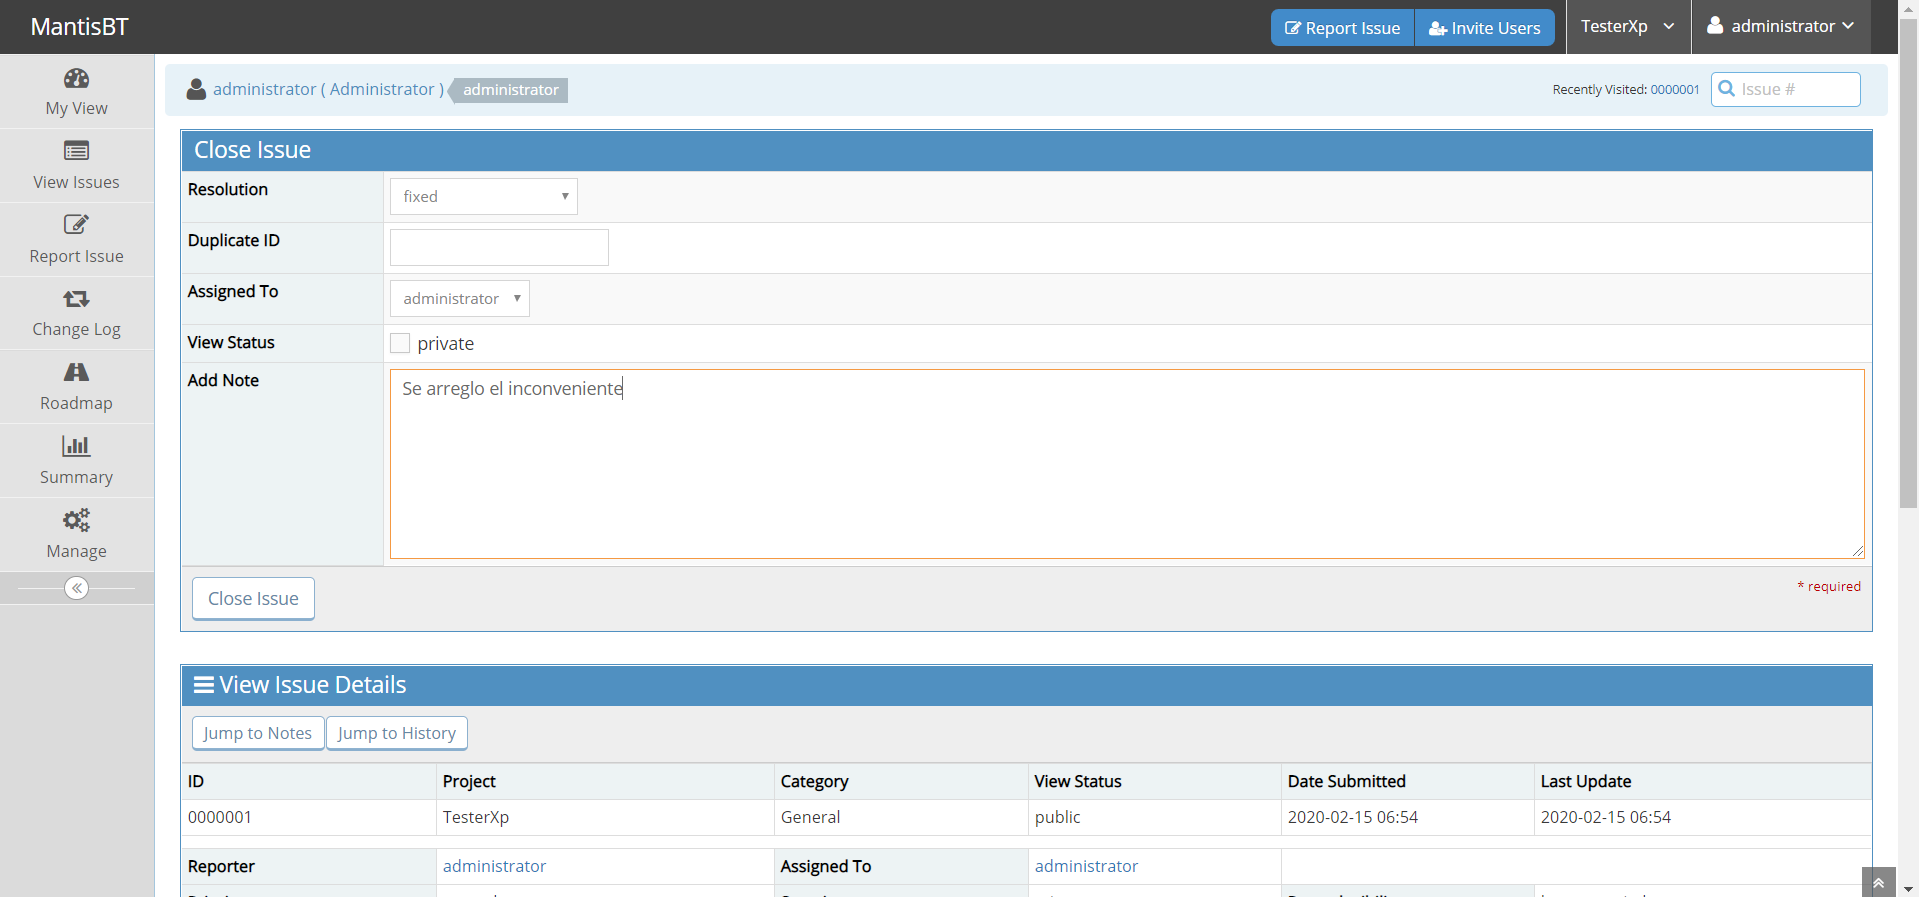 MantisBT
Report Issue
Invite Users
TesterXp
administrator
My View
View Issues
Report Issue
Change Log
Roadmap
Summary
Manage
administrator ( Administrator )
administrator
Recently Visited: 0000001
Issue #
Close Issue
Resolution
fixed
Duplicate ID
Assigned To
administrator
View Status
private
Add Note
Se arreglo el inconveniente
Close Issue
* required
View Issue Details
Jump to Notes
Jump to History
ID Project Category View Status Date Submitted Last Update
0000001 TesterXp General public 2020-02-15 06:54 2020-02-15 06:54
Reporter administrator Assigned To administrator